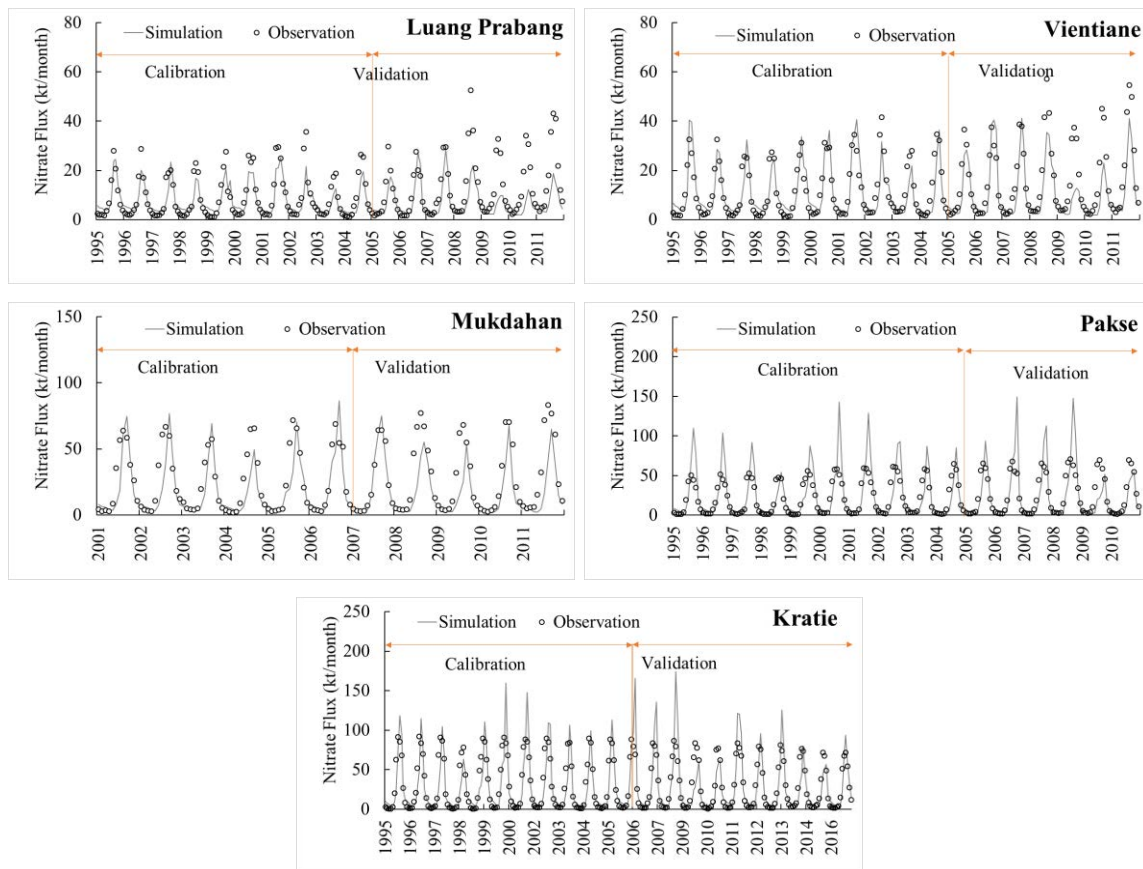 Luang Prabang
80
60
40
20
0
Nitrate Flux (kt/month)
Simulation
Observation
Calibration
Validation
1995 1996 1997 1998 1999 2000 2001 2002 2003 2004 2005 2006 2007 2008 2009 2010 2011
Vientiane
80
60
40
20
0
Nitrate Flux (kt/month)
Simulation
Observation
Calibration
Validation
1995 1996 1997 1998 1999 2000 2001 2002 2003 2004 2005 2006 2007 2008 2009 2010 2011
Mukdahan
150
100
50
0
Nitrate Flux (kt/month)
Simulation
Observation
Calibration
Validation
2001 2002 2003 2004 2005 2006 2007 2008 2009 2010 2011
Pakse
250
200
150
100
50
0
Nitrate Flux (kt/month)
Simulation
Observation
Calibration
Validation
1995 1996 1997 1998 1999 2000 2001 2002 2003 2004 2005 2006 2007 2008 2009 2010
Kratie
250
200
150
100
50
0
Nitrate Flux (kt/month)
Simulation
Observation
Calibration
Validation
1995 1996 1997 1998 1999 2000 2002 2003 2004 2005 2006 2007 2009 2010 2011 2012 2013 2014 2016